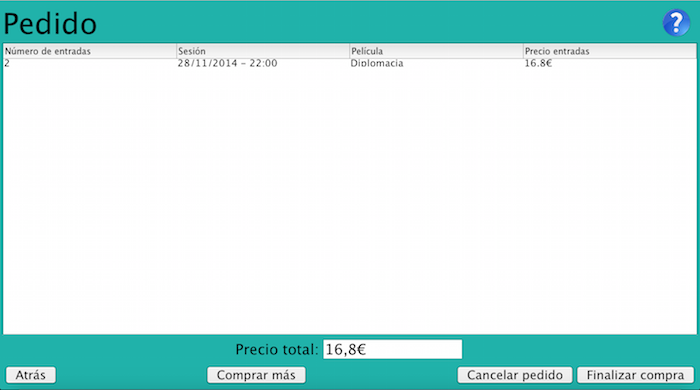 Pedido ?
Número de entradas Sesión Película Precio entradas
2 28/11/2014 - 22:00 Diplomacia 16.8€
Precio total: 16,8€
Atrás Comprar más Cancelar pedido Finalizar compra